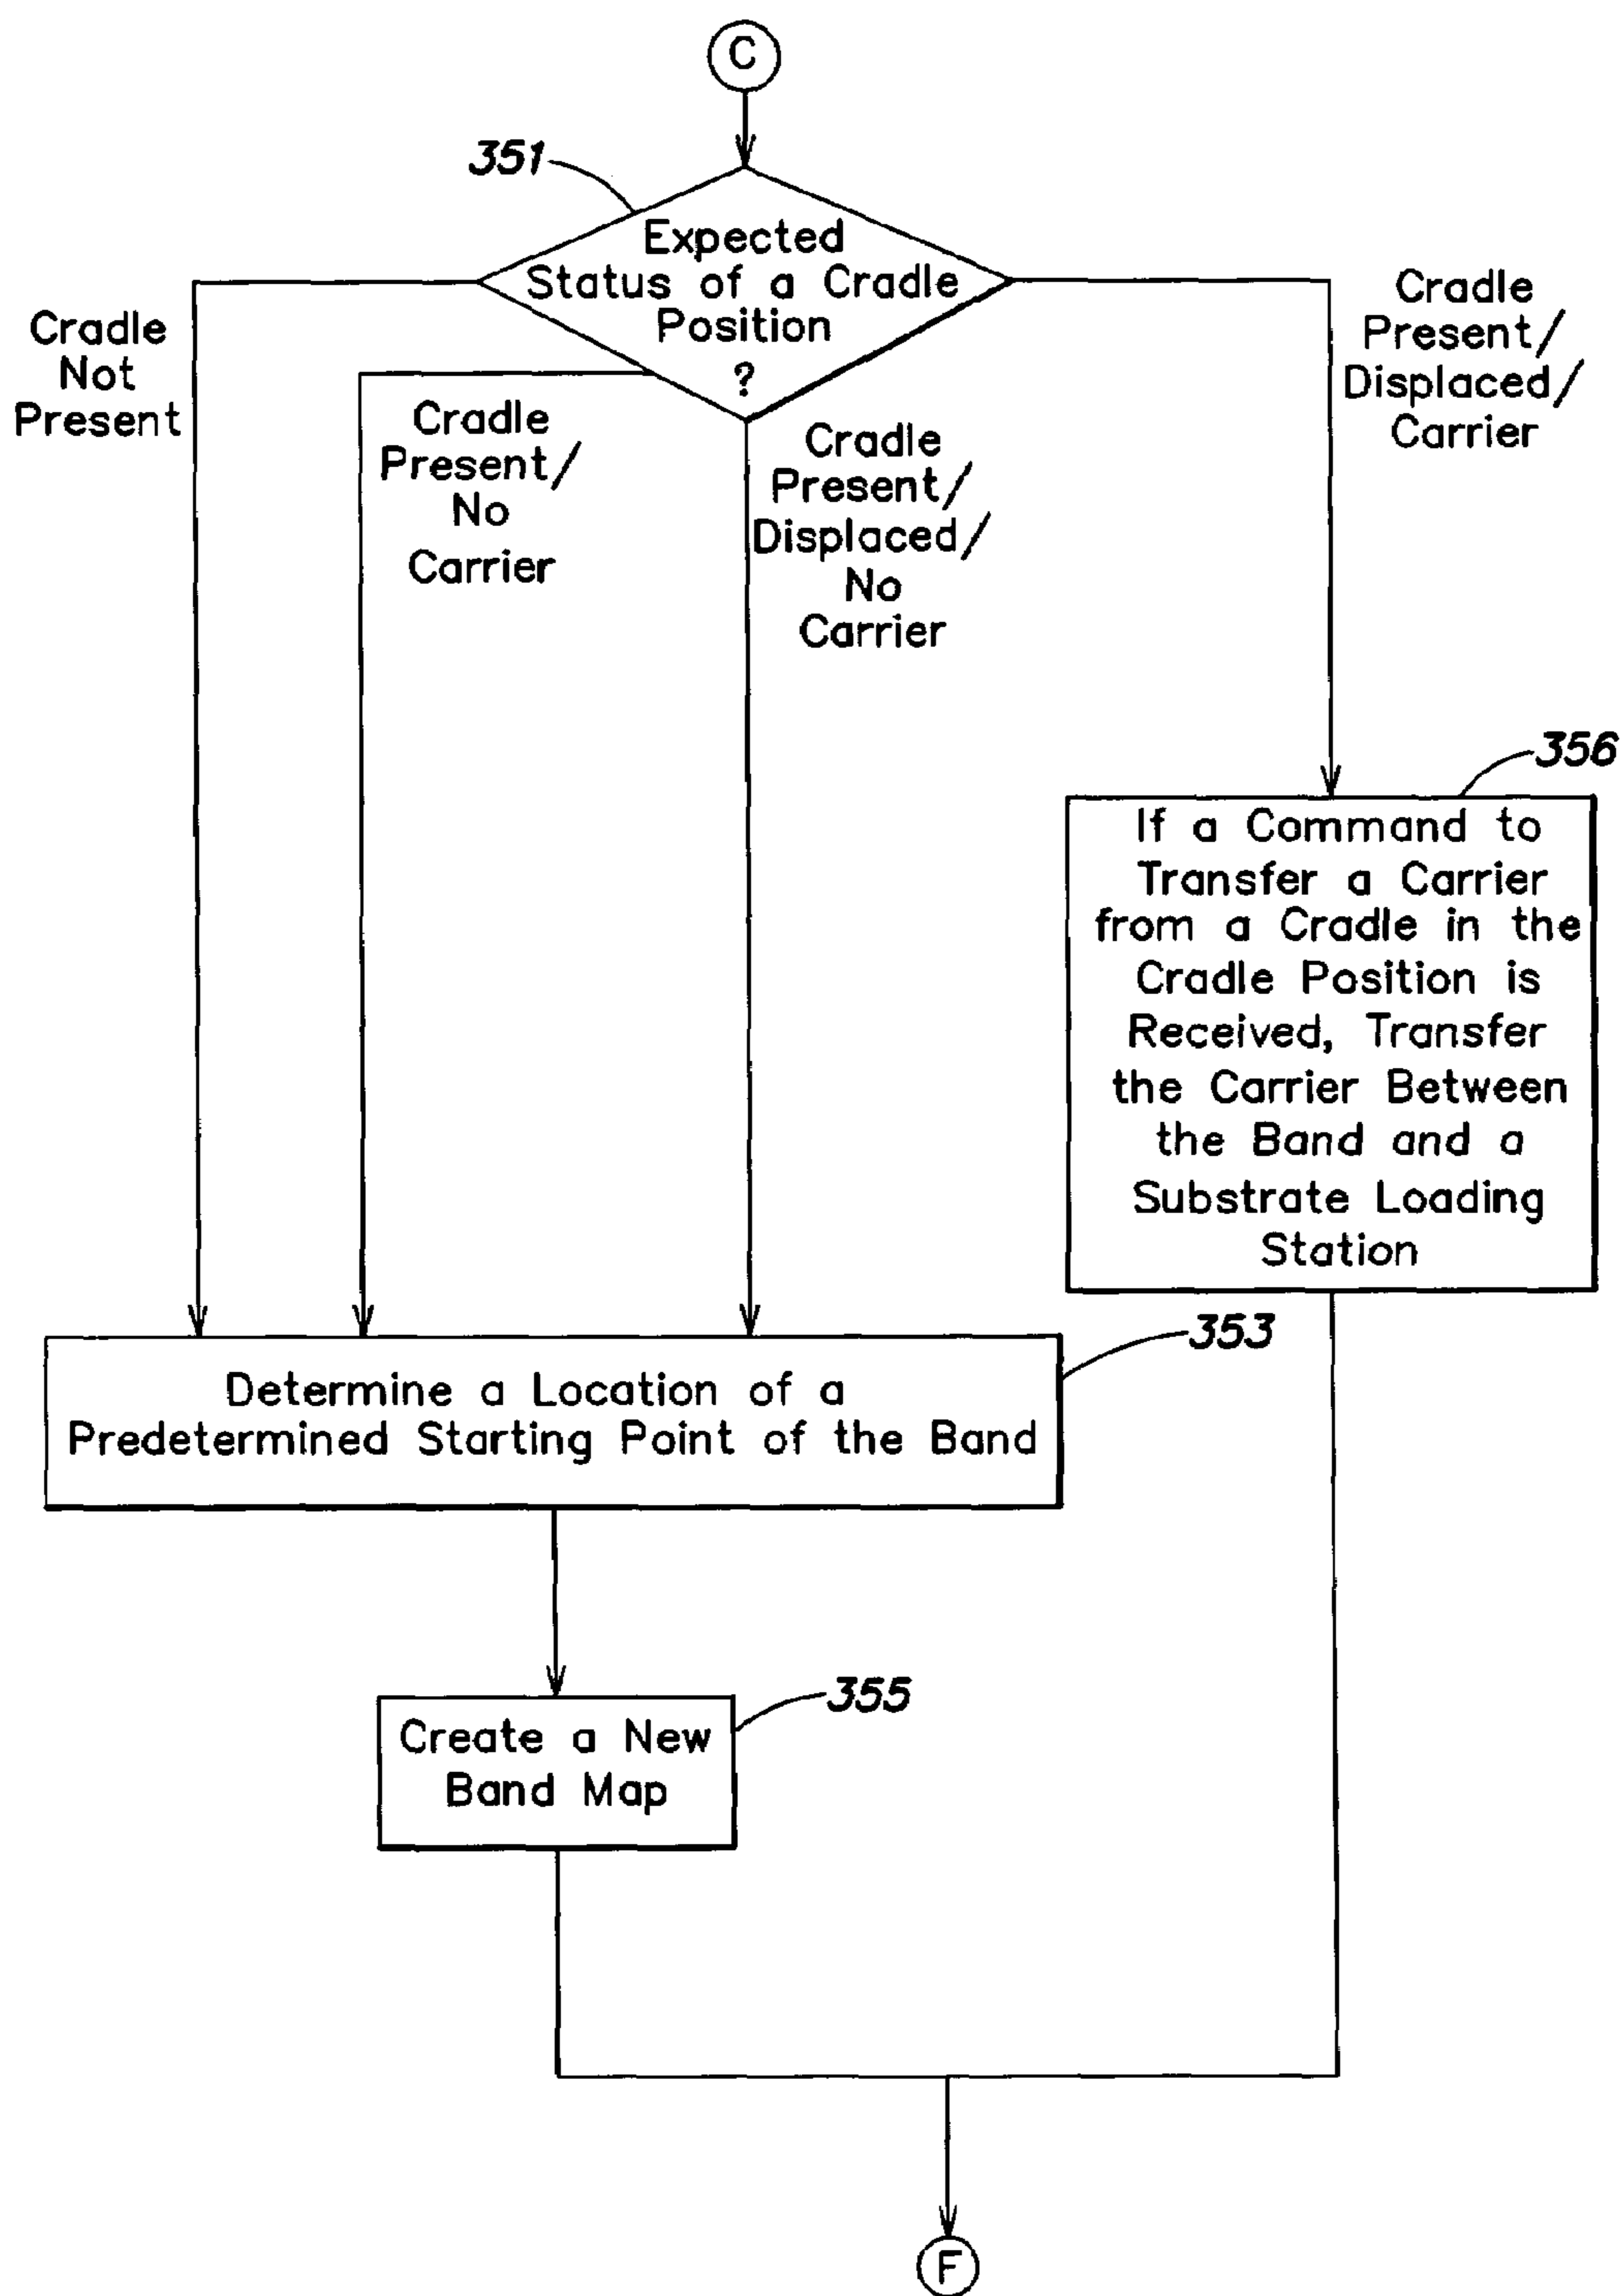 C
351
Expected
Status of a Cradle
Position
?
Cradle
Not
Present
Cradle
Present/
No
Carrier
Cradle
Present/
Displaced/
No
Carrier
Cradle
Present/
Displaced/
Carrier
356
If a Command to
Transfer a Carrier
from a Cradle in the
Cradle Position is
Received, Transfer
the Carrier Between
the Band and a
Substrate Loading
Station
353
Determine a Location of a
Predetermined Starting Point of the Band
355
Create a New
Band Map
F